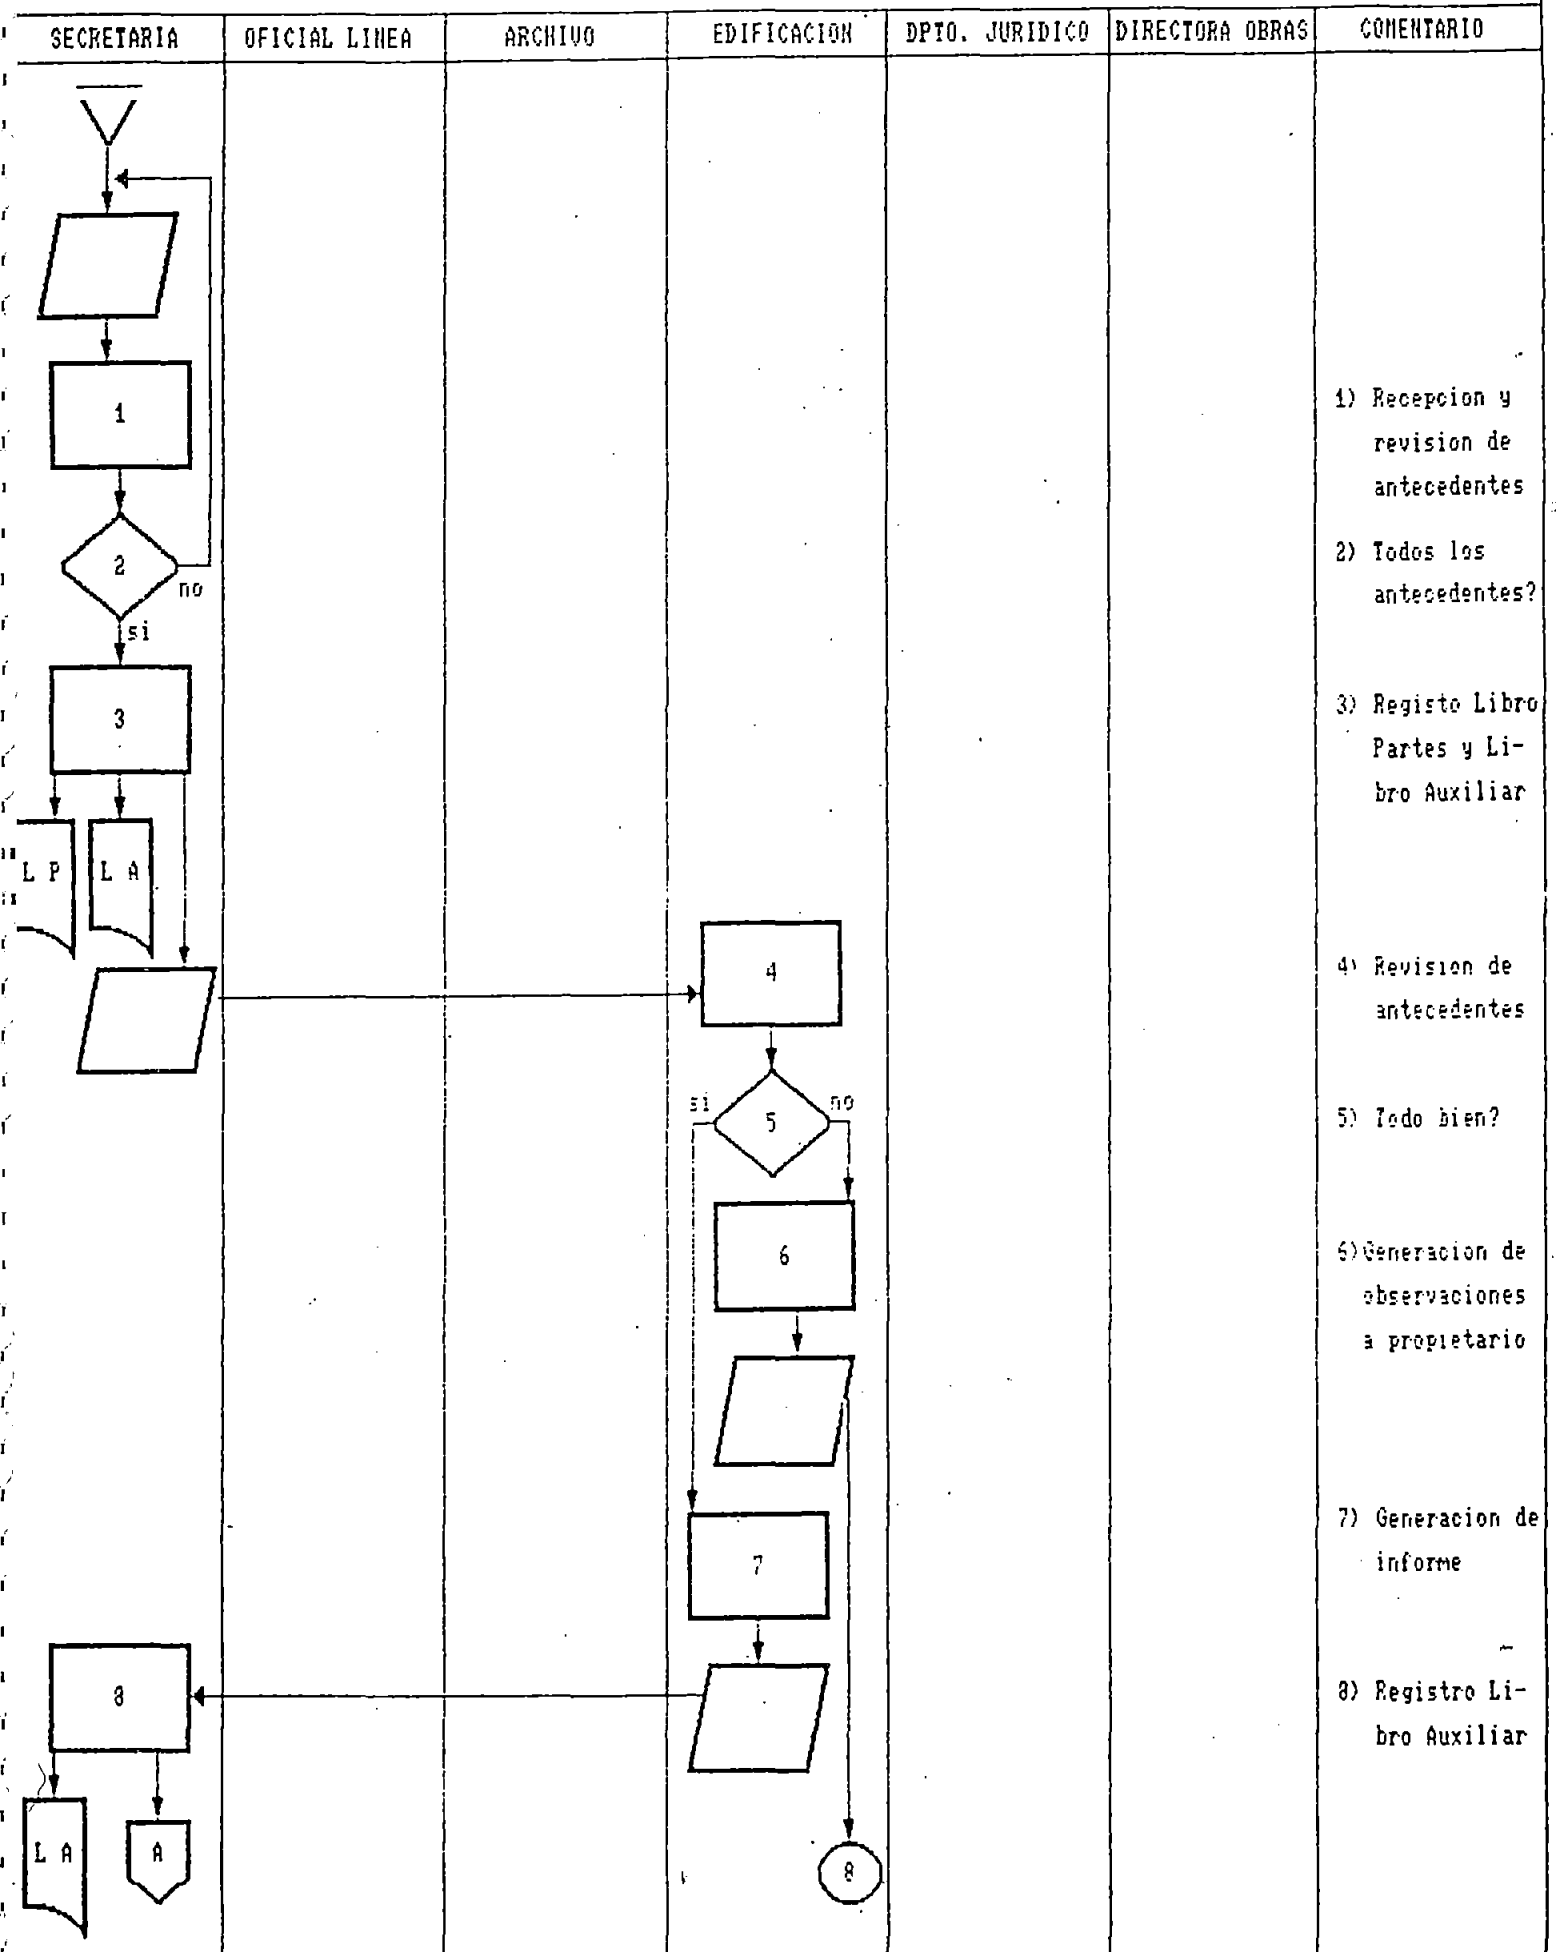 SECRETARIA OFICIAL LINEA ARCHIVO EDIFICACION DPTO. JURIDICO DIRECTORA OBRAS COMENTARIO
1
1) Recepcion y
revision de
antecedentes
2
no
si
2) Todos los
antecedentes?
3
3) Registo Libro
Partes y Li-
bro Auxiliar
L P
L A
4
4) Revision de
antecedentes
si
5
no
5) Todo bien?
6
6) Generacion de
observaciones
a propietario
7
7) Generacion de
informe
8
8) Registro Li-
bro Auxiliar
L A
A
8